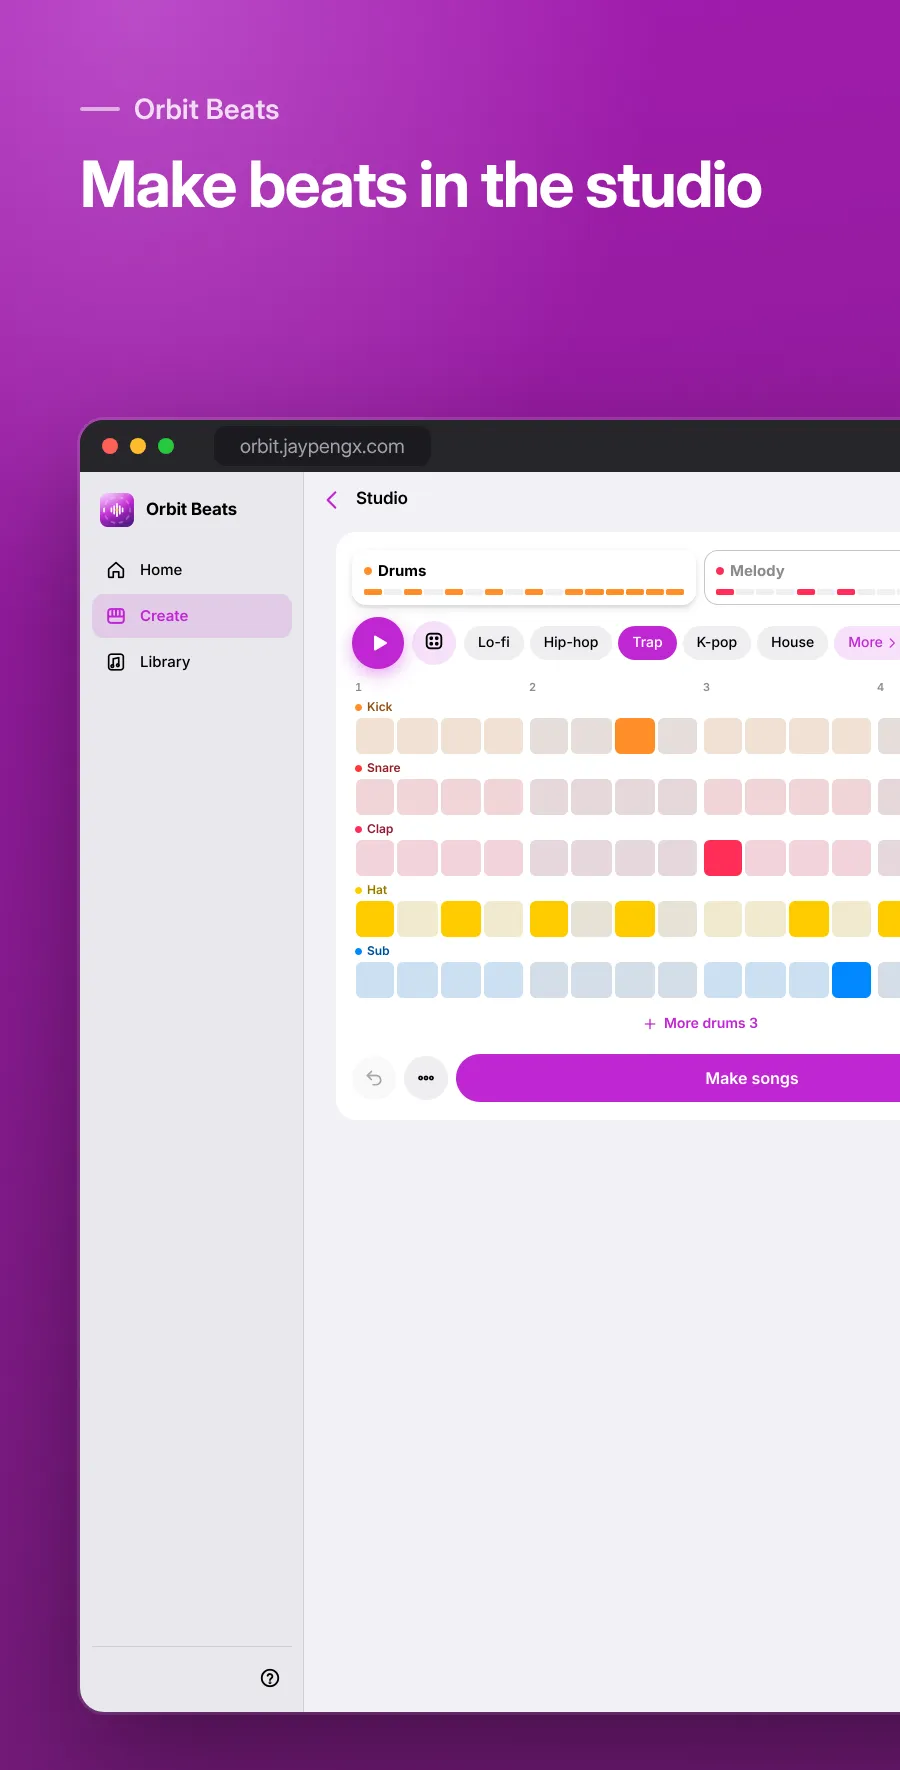 Orbit Beats
Make beats in the studio
orbit.jaypengx.com
Orbit Beats
Studio
Home
Create
Library
Drums
Melody
Lo-fi
Hip-hop
Trap
K-pop
House
More
1 2 3 4
Kick
Snare
Clap
Hat
Sub
More drums 3
Make songs